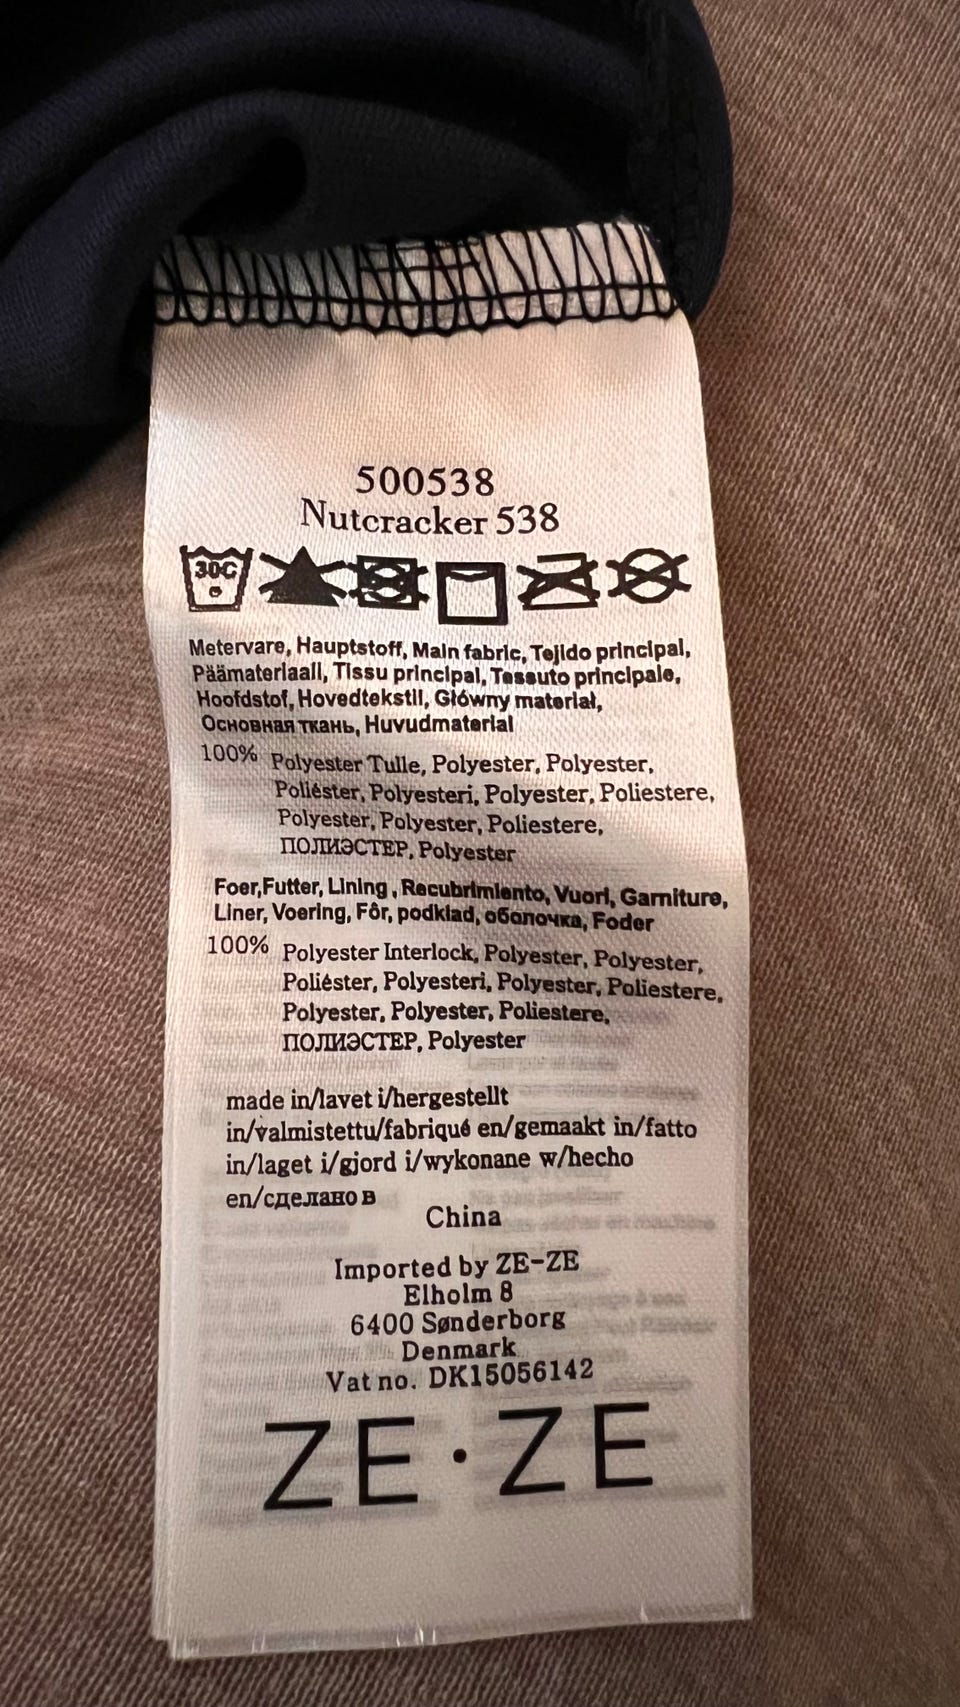 500538
Nutcracker 538
30C
Metervare, Hauptstoff, Main fabric, Tejido principal,
Päämateriaali, Tissu principal, Tessuto principale,
Hoofdstof, Hovedtekstil, Główny materiał,
Основная ткань, Huvudmaterial
100% Polyester Tulle, Polyester, Polyester,
Poliéster, Polyesteri, Polyester, Poliestere,
Polyester, Polyester, Poliestere,
ПОЛИЭСТЕР, Polyester
Foer,Futter, Lining , Recubrimiento, Vuori, Garniture,
Liner, Voering, Fôr, podkład, оболочка, Foder
100% Polyester Interlock, Polyester, Polyester,
Poliéster, Polyesteri, Polyester, Poliestere,
Polyester, Polyester, Poliestere,
ПОЛИЭСТЕР, Polyester
made in/lavet i/hergestellt
in/valmistettu/fabriqué en/gemaakt in/fatto
in/laget i/gjord i/wykonane w/hecho
en/сделано в
China
Imported by ZE-ZE
Elholm 8
6400 Sønderborg
Denmark
Vat no. DK15056142
ZE·ZE